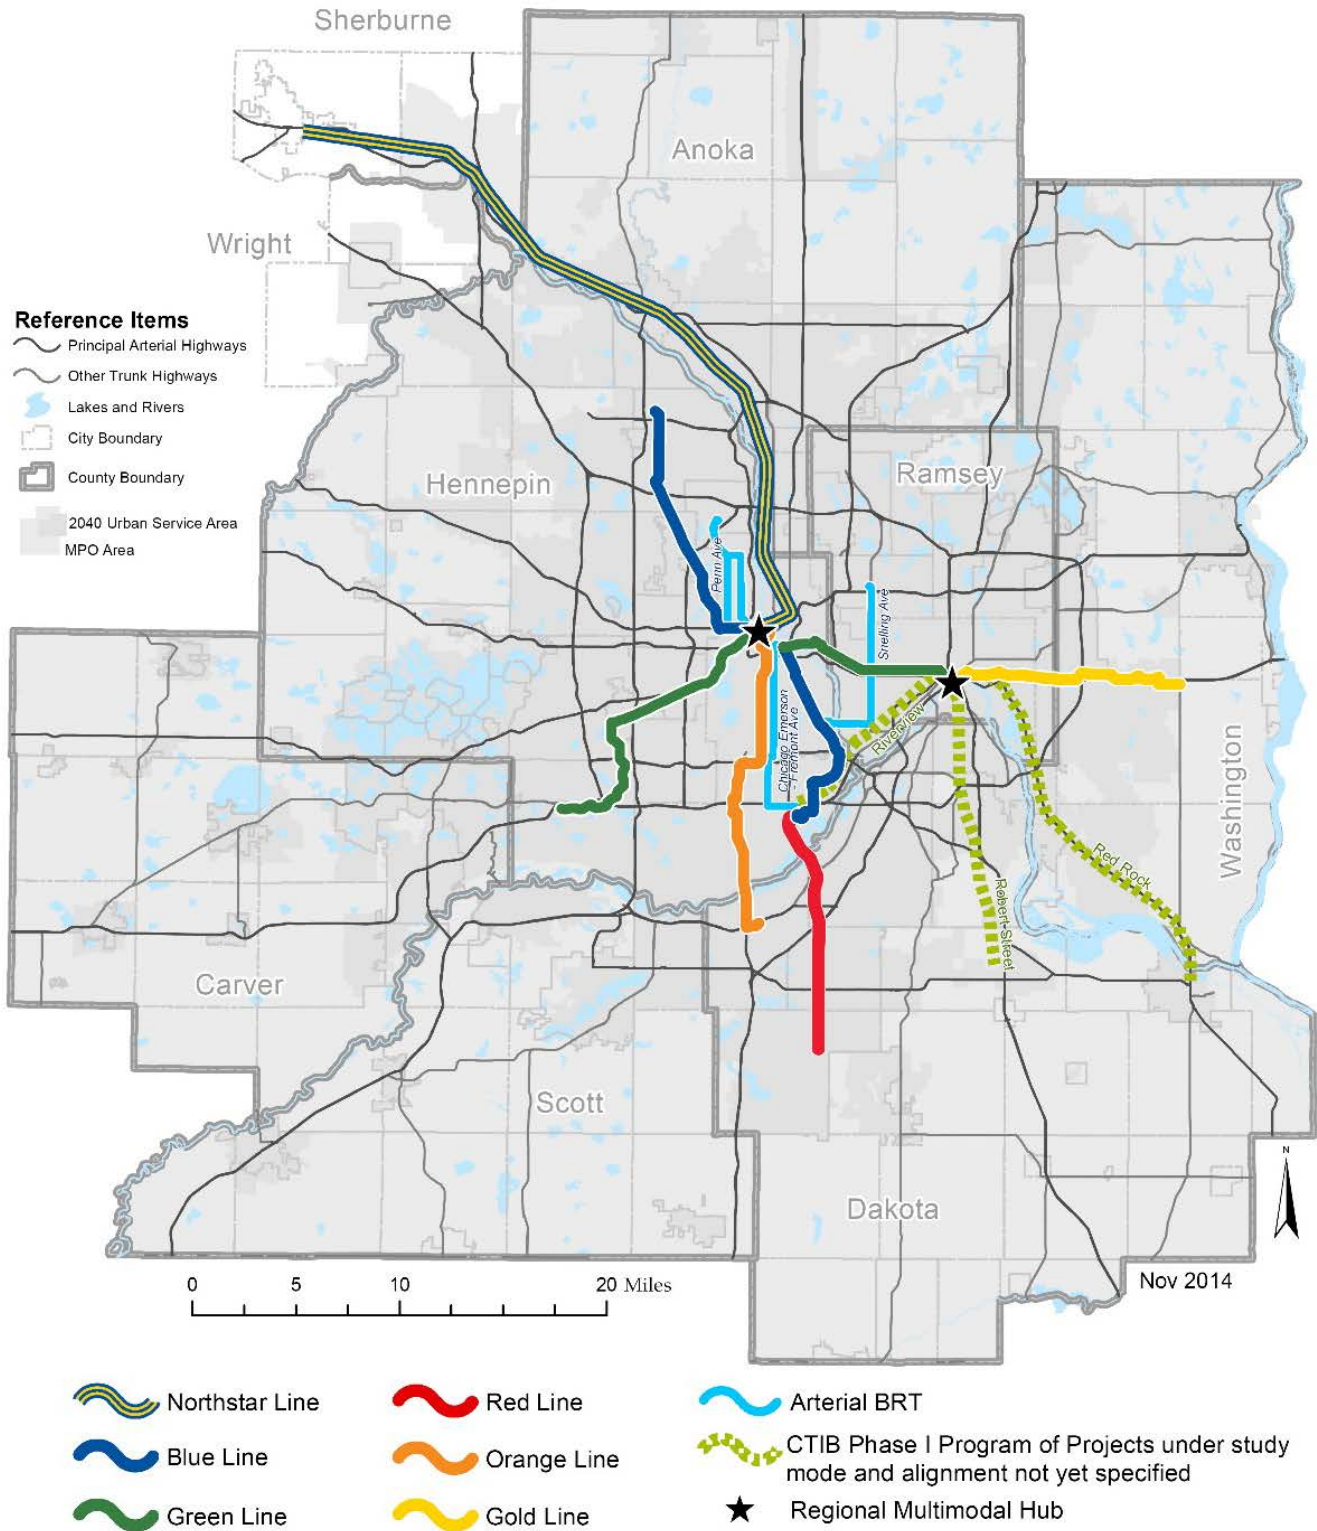 Sherburne
Anoka
Wright
Reference Items
Principal Arterial Highways
Other Trunk Highways
Lakes and Rivers
City Boundary
County Boundary
2040 Urban Service Area
MPO Area
Hennepin
Ramsey
Penn Ave
Snelling Ave
Chicago Emerson
- Fremont Ave
Riverview
Washington
Red Rock
Robert Street
Carver
Scott
Dakota
N
Nov 2014
0 5 10 20 Miles
Northstar Line
Blue Line
Green Line
Red Line
Orange Line
Gold Line
Arterial BRT
CTIB Phase I Program of Projects under study
mode and alignment not yet specified
Regional Multimodal Hub